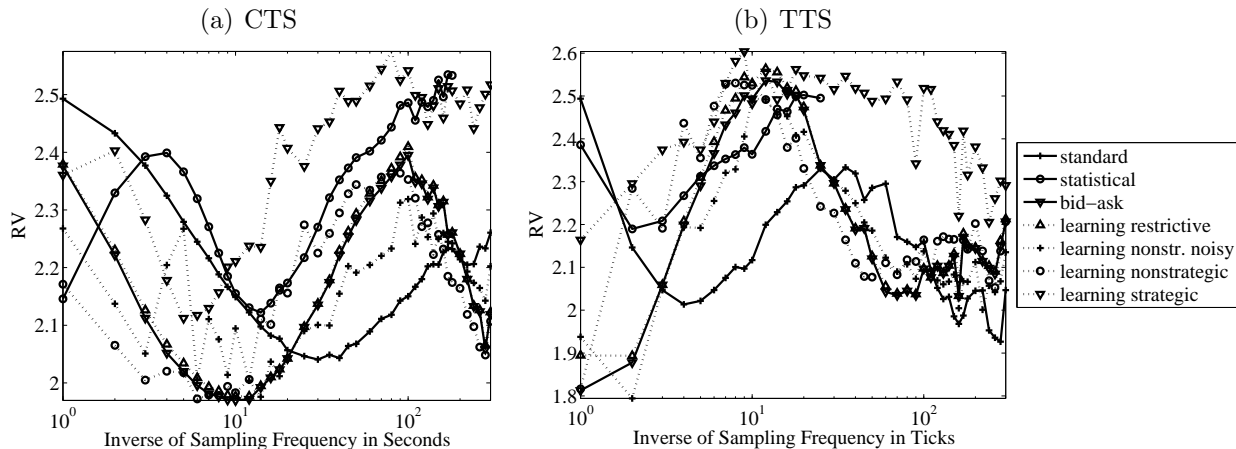 (a) CTS
(b) TTS
RV
2.5
2.4
2.3
2.2
2.1
2
10^0
10^1
10^2
Inverse of Sampling Frequency in Seconds
RV
2.6
2.5
2.4
2.3
2.2
2.1
2
1.9
1.8
10^0
10^1
10^2
Inverse of Sampling Frequency in Ticks
standard
statistical
bid−ask
learning restrictive
learning nonstr. noisy
learning nonstrategic
learning strategic